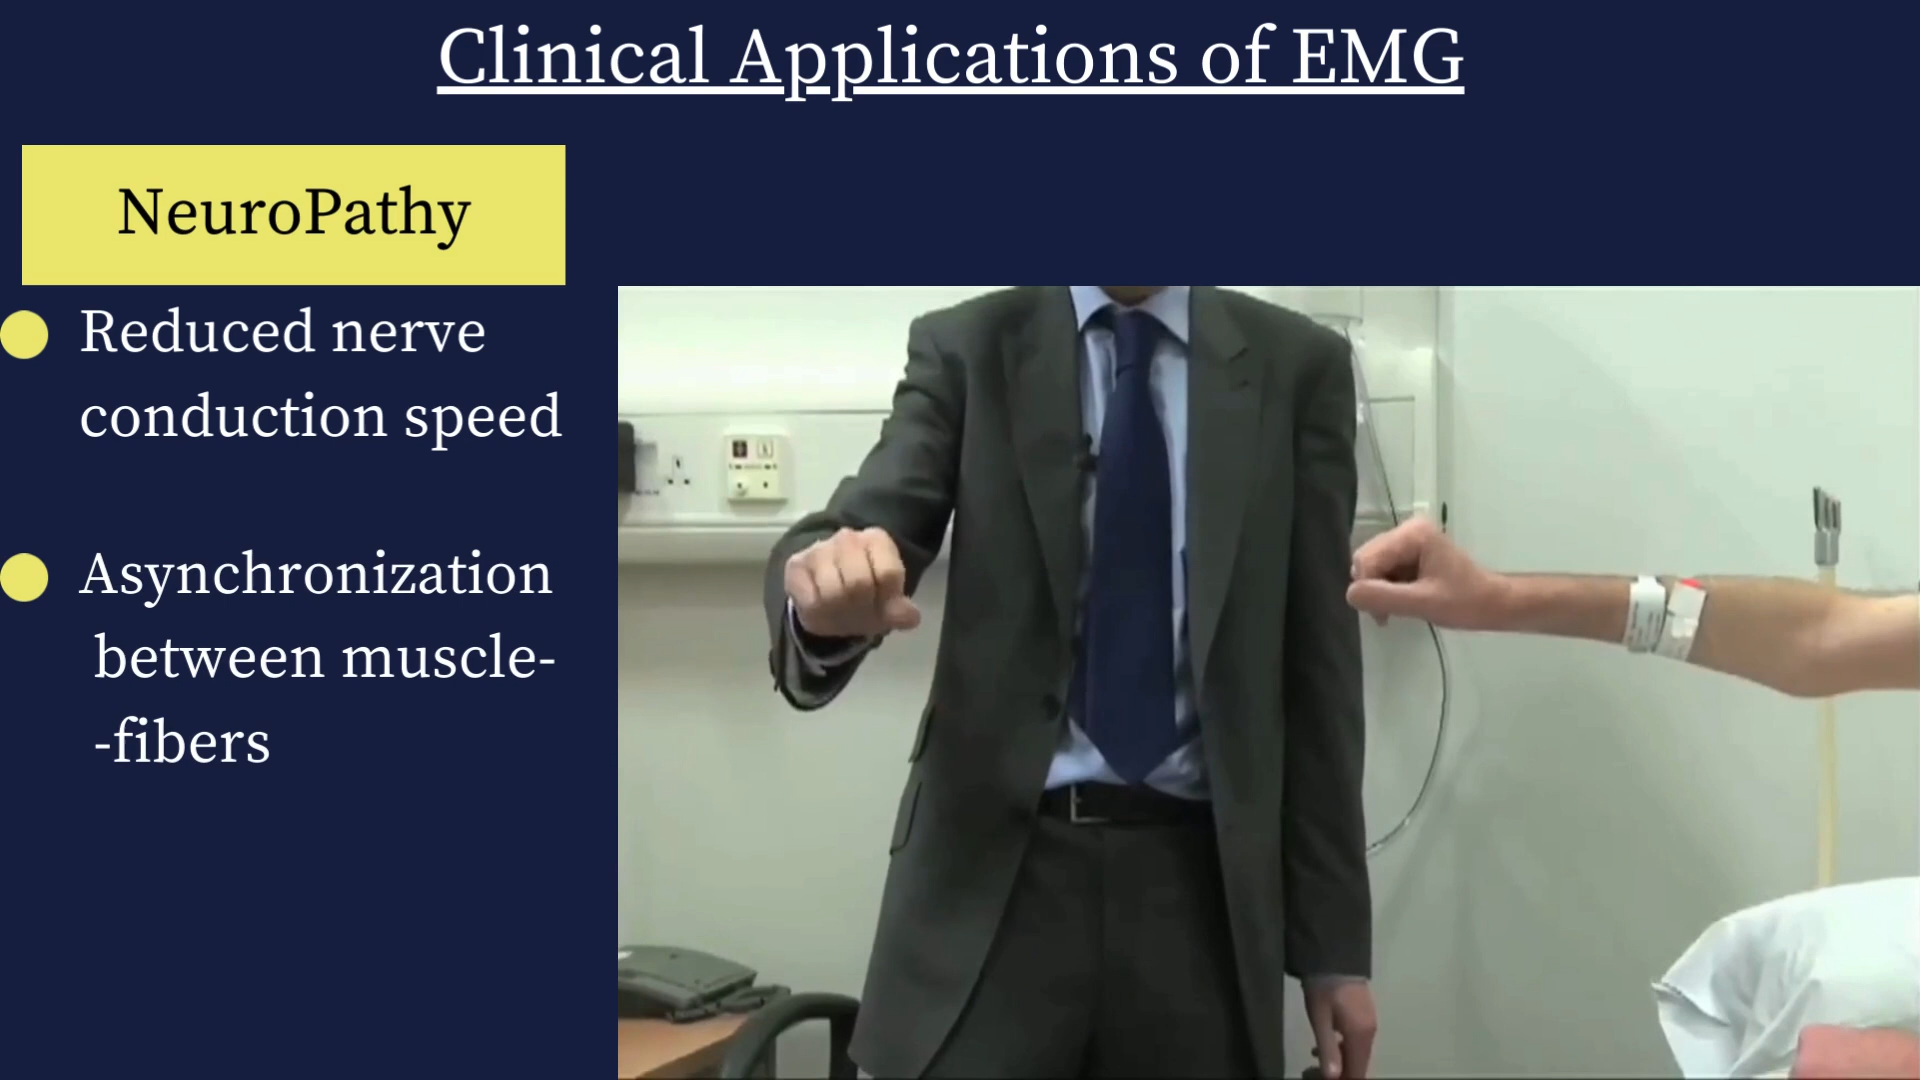 Clinical Applications of EMG
NeuroPathy
Reduced nerve
conduction speed
Asynchronization
between muscle-
-fibers